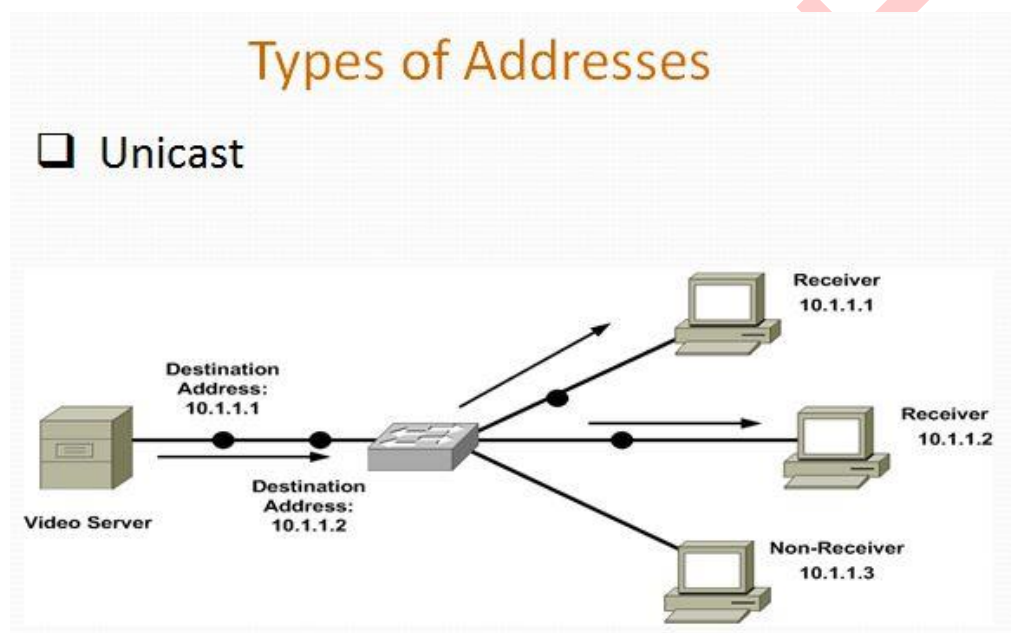 Types of Addresses
Unicast
Receiver
10.1.1.1
Destination
Address:
10.1.1.1
Receiver
10.1.1.2
Destination
Address:
10.1.1.2
Video Server
Non-Receiver
10.1.1.3